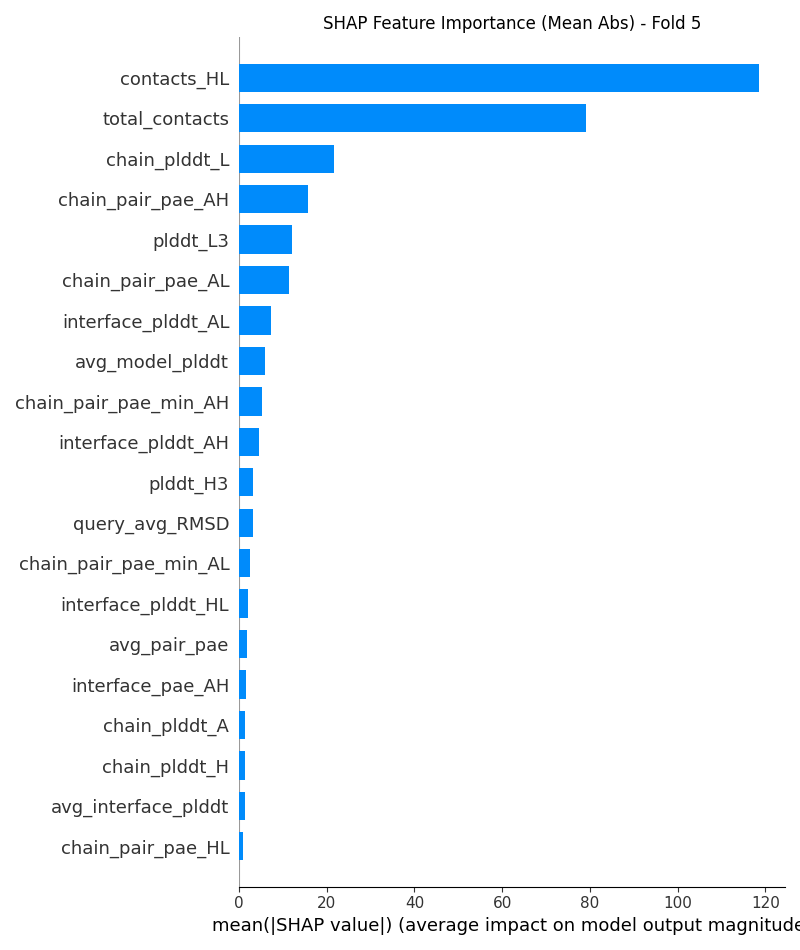 SHAP Feature Importance (Mean Abs) - Fold 5
contacts_HL
total_contacts
chain_plddt_L
chain_pair_pae_AH
plddt_L3
chain_pair_pae_AL
interface_plddt_AL
avg_model_plddt
chain_pair_pae_min_AH
interface_plddt_AH
plddt_H3
query_avg_RMSD
chain_pair_pae_min_AL
interface_plddt_HL
avg_pair_pae
interface_pae_AH
chain_plddt_A
chain_plddt_H
avg_interface_plddt
chain_pair_pae_HL
0 20 40 60 80 100 120
mean(|SHAP value|) (average impact on model output magnitude